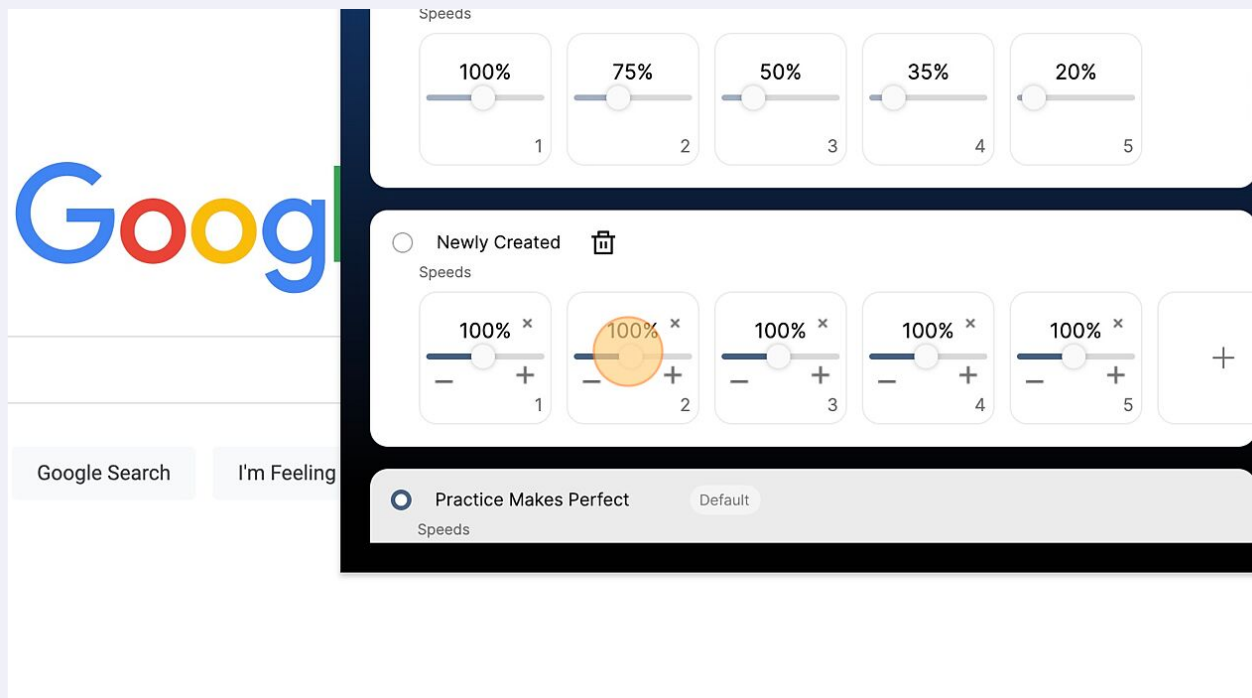 Speeds
100% 75% 50% 35% 20%
1 2 3 4 5
Googl
Newly Created
Speeds
100% × 100% × 100% × 100% × 100% ×
− + − + − + − + − + +
1 2 3 4 5
Google Search I'm Feeling
Practice Makes Perfect Default
Speeds